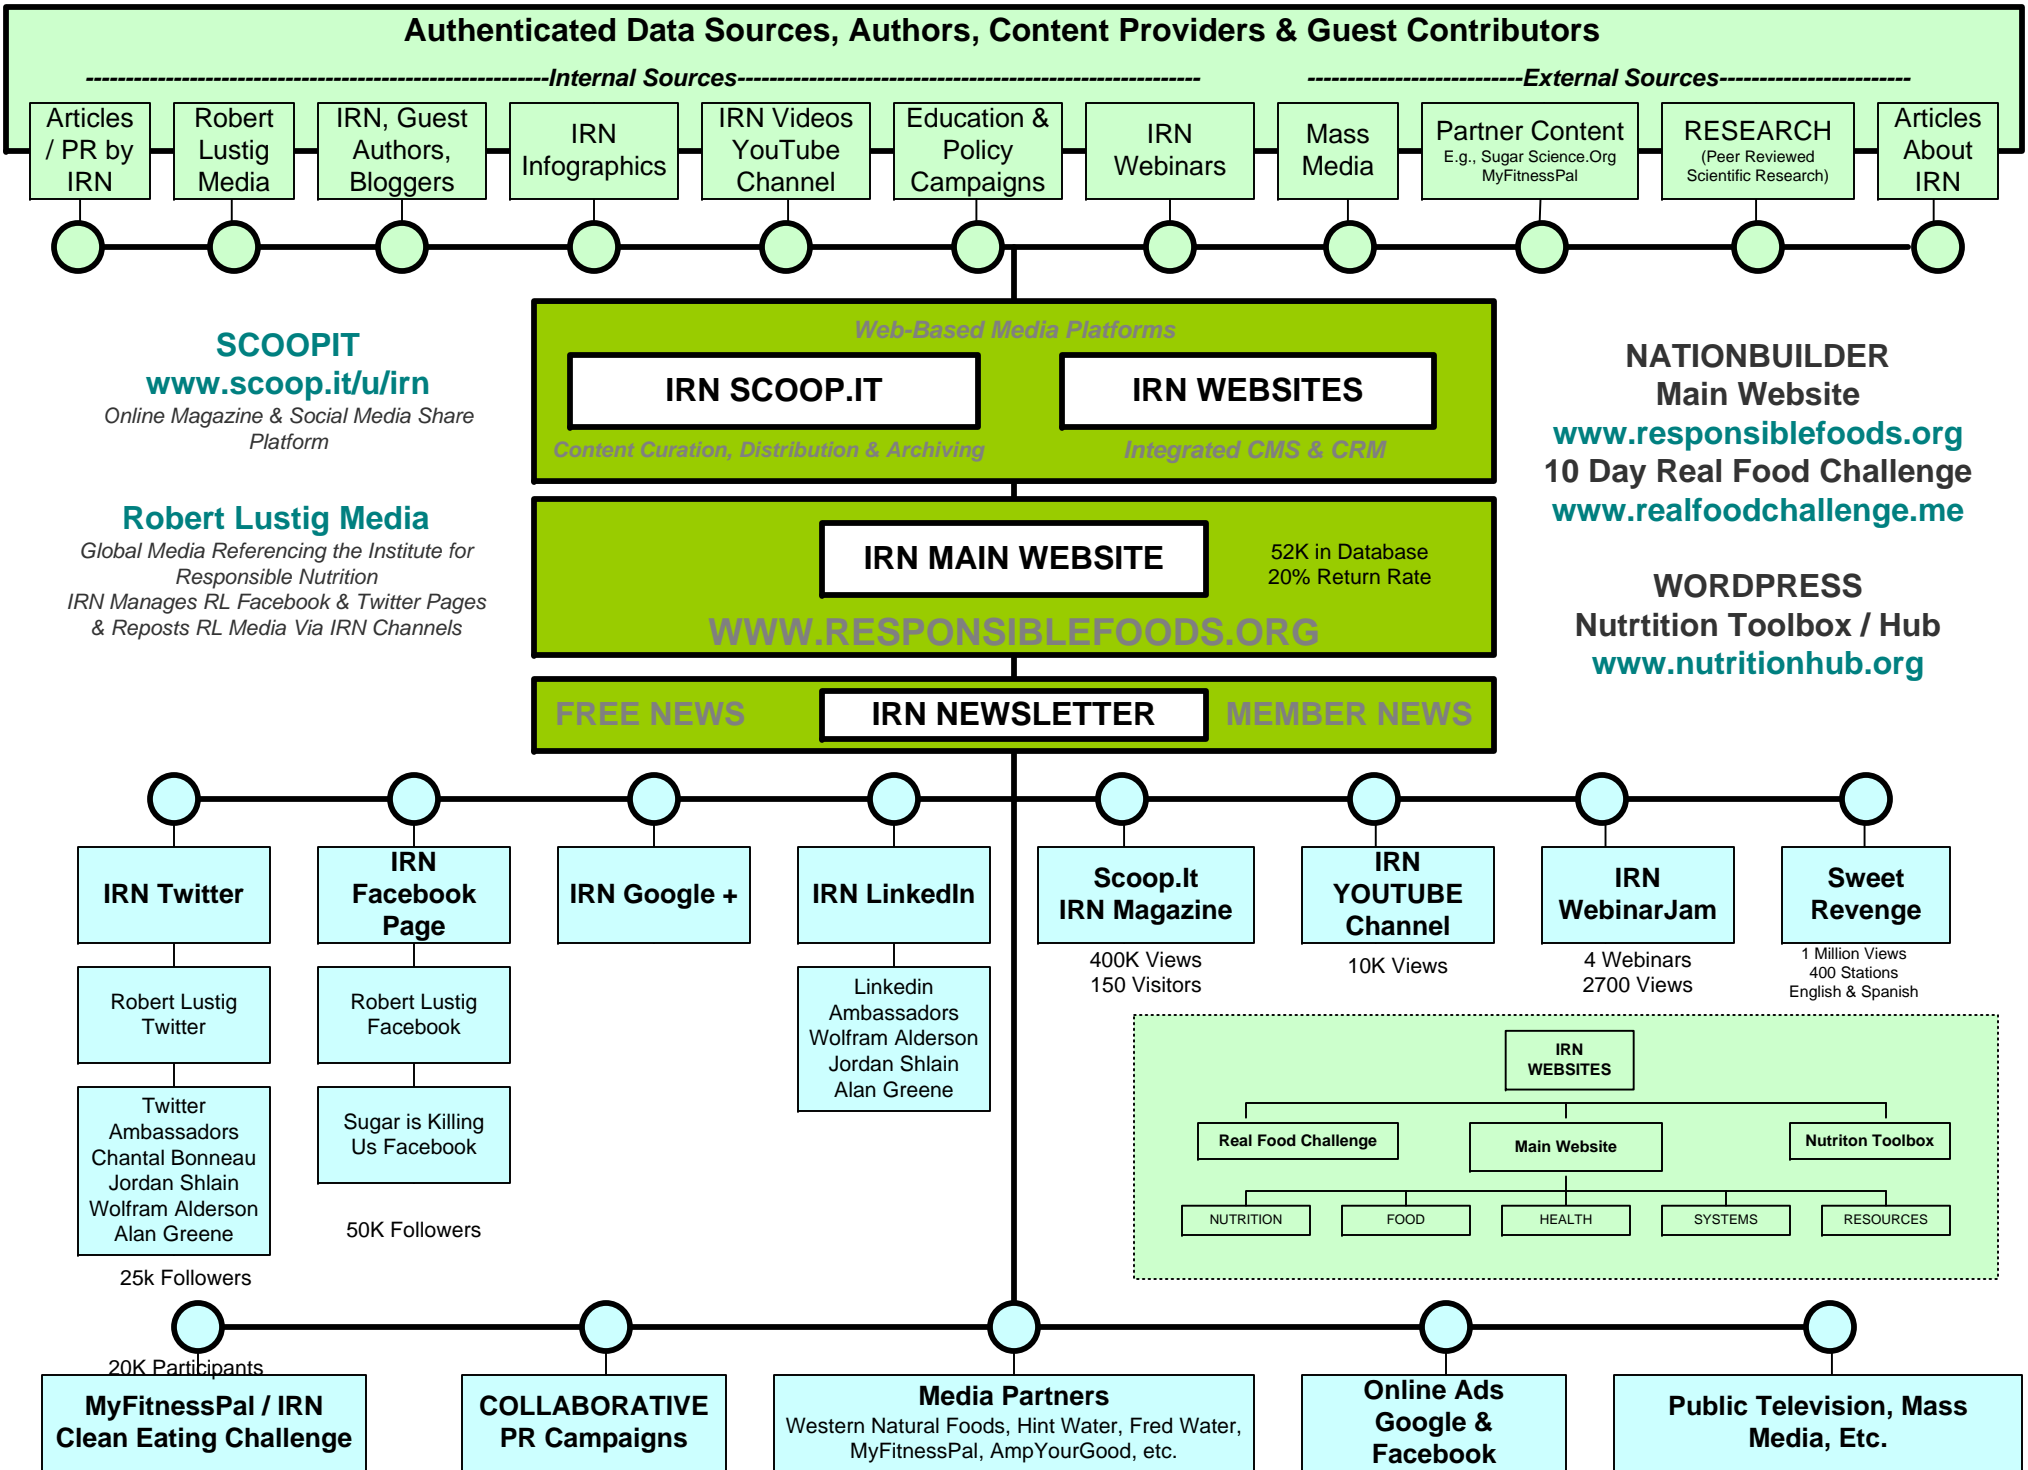 Authenticated Data Sources, Authors, Content Providers & Guest Contributors
----------------------------------------------------------Internal Sources----------------------------------------------------------
---------------------------External Sources------------------------
Articles
/ PR by
IRN
Robert
Lustig
Media
IRN, Guest
Authors,
Bloggers
IRN
Infographics
IRN Videos
YouTube
Channel
Education &
Policy
Campaigns
IRN
Webinars
Mass
Media
Partner Content
E.g., Sugar Science.Org
MyFitnessPal
RESEARCH
(Peer Reviewed
Scientific Research)
Articles
About
IRN
SCOOPIT
www.scoop.it/u/irn
Online Magazine & Social Media Share
Platform
Robert Lustig Media
Global Media Referencing the Institute for
Responsible Nutrition
IRN Manages RL Facebook & Twitter Pages
& Reposts RL Media Via IRN Channels
Web-Based Media Platforms
IRN SCOOP.IT
IRN WEBSITES
Content Curation, Distribution & Archiving
Integrated CMS & CRM
IRN MAIN WEBSITE
52K in Database
20% Return Rate
WWW.RESPONSIBLEFOODS.ORG
FREE NEWS
IRN NEWSLETTER
MEMBER NEWS
NATIONBUILDER
Main Website
www.responsiblefoods.org
10 Day Real Food Challenge
www.realfoodchallenge.me
WORDPRESS
Nutrtition Toolbox / Hub
www.nutritionhub.org
IRN Twitter
Robert Lustig
Twitter
Twitter
Ambassadors
Chantal Bonneau
Jordan Shlain
Wolfram Alderson
Alan Greene
25k Followers
IRN
Facebook
Page
Robert Lustig
Facebook
Sugar is Killing
Us Facebook
50K Followers
IRN Google +
IRN LinkedIn
Linkedin
Ambassadors
Wolfram Alderson
Jordan Shlain
Alan Greene
Scoop.It
IRN Magazine
400K Views
150 Visitors
IRN
YOUTUBE
Channel
10K Views
IRN
WebinarJam
4 Webinars
2700 Views
Sweet
Revenge
1 Million Views
400 Stations
English & Spanish
IRN
WEBSITES
Real Food Challenge
Main Website
Nutriton Toolbox
NUTRITION
FOOD
HEALTH
SYSTEMS
RESOURCES
20K Participants
MyFitnessPal / IRN
Clean Eating Challenge
COLLABORATIVE
PR Campaigns
Media Partners
Western Natural Foods, Hint Water, Fred Water,
MyFitnessPal, AmpYourGood, etc.
Online Ads
Google &
Facebook
Public Television, Mass
Media, Etc.